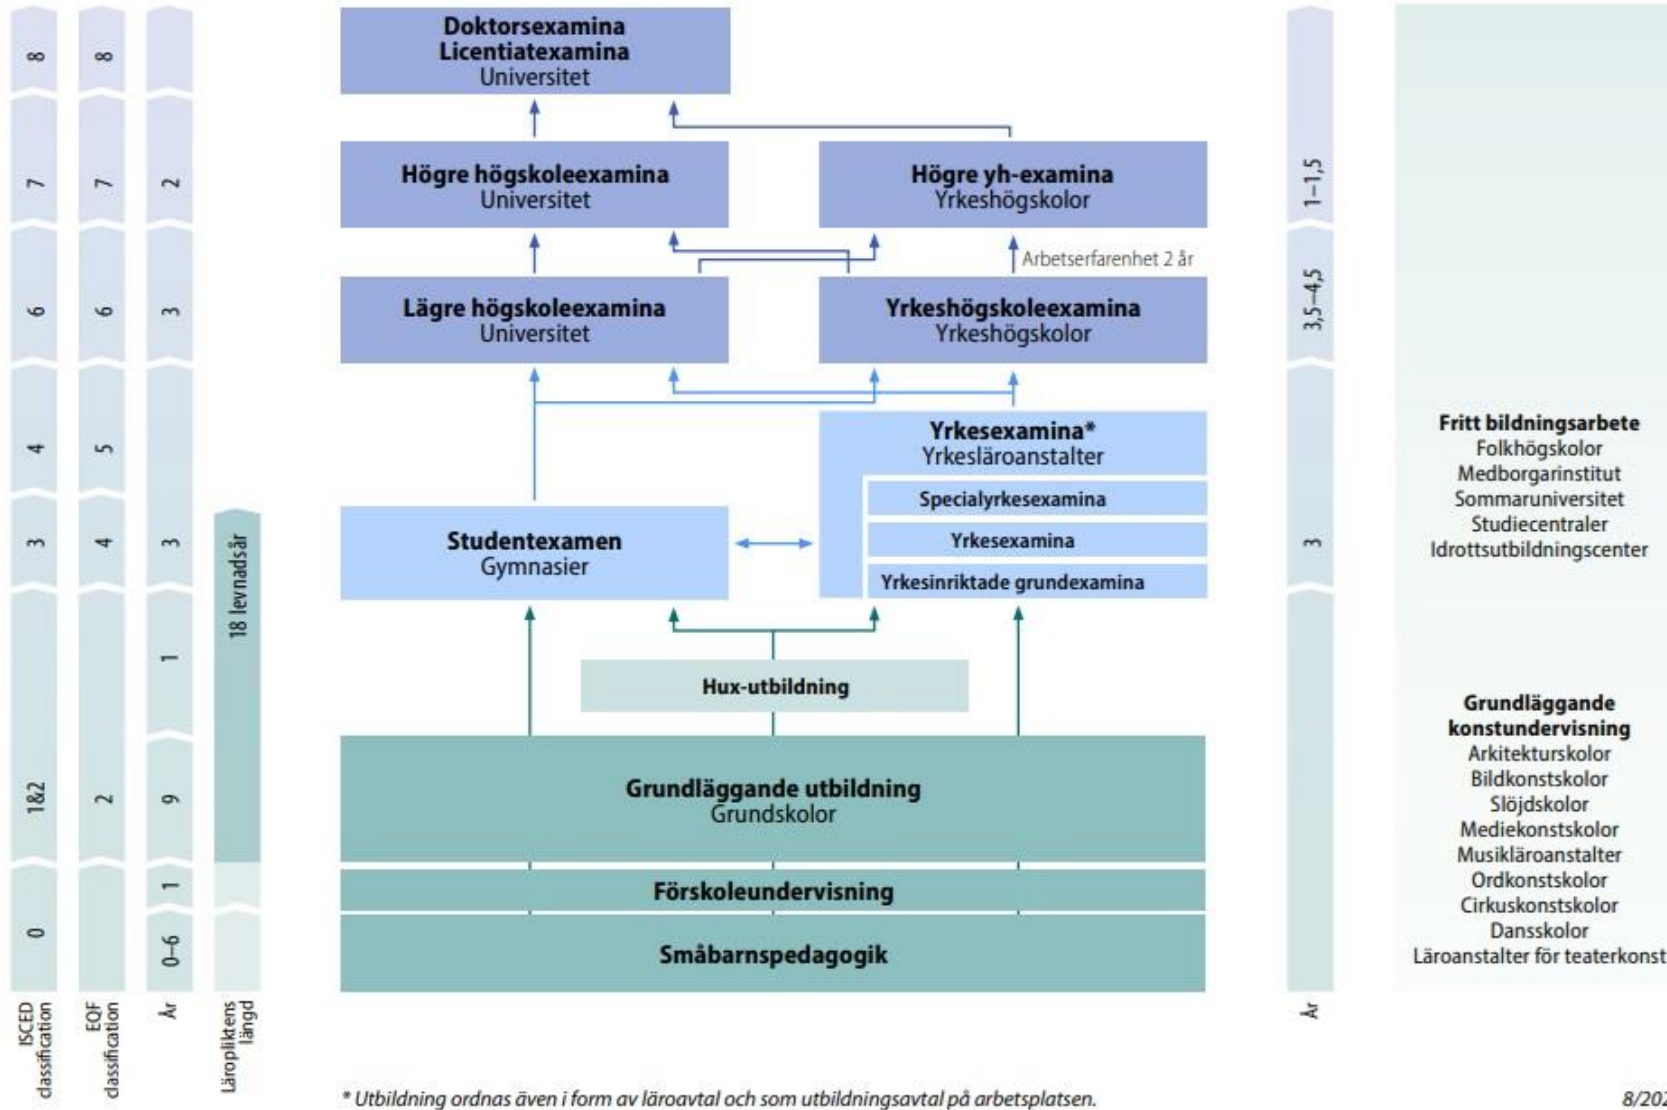 Doktorsexamina
Licentiatexamina
Universitet
Högre högskoleexamina
Universitet
Högre yh-examina
Yrkeshögskolor
Arbetserfarenhet 2 år
Lägre högskoleexamina
Universitet
Yrkeshögskoleexamina
Yrkeshögskolor
Yrkesexamina*
Yrkesläroanstalter
Specialyrkesexamina
Yrkesexamina
Yrkesinriktade grundexamina
Studentexamen
Gymnasier
Hux-utbildning
Grundläggande utbildning
Grundskolor
Förskoleundervisning
Småbarnspedagogik
8
7
6
4
3
1&2
0
ISCED
classification
8
7
6
5
4
2
EQF
classification
2
3
3
1
9
1
0–6
År
18 levnadsår
Läropliktens
längd
1–1,5
3,5–4,5
3
År
Fritt bildningsarbete
Folkhögskolor
Medborgarinstitut
Sommaruniversitet
Studiecentraler
Idrottsutbildningscenter
Grundläggande
konstundervisning
Arkitekturskolor
Bildkonstskolor
Slöjdskolor
Mediekonstskolor
Musikläroanstalter
Ordkonstskolor
Cirkuskonstskolor
Dansskolor
Läroanstalter för teaterkonst
* Utbildning ordnas även i form av läroavtal och som utbildningsavtal på arbetsplatsen.
8/202